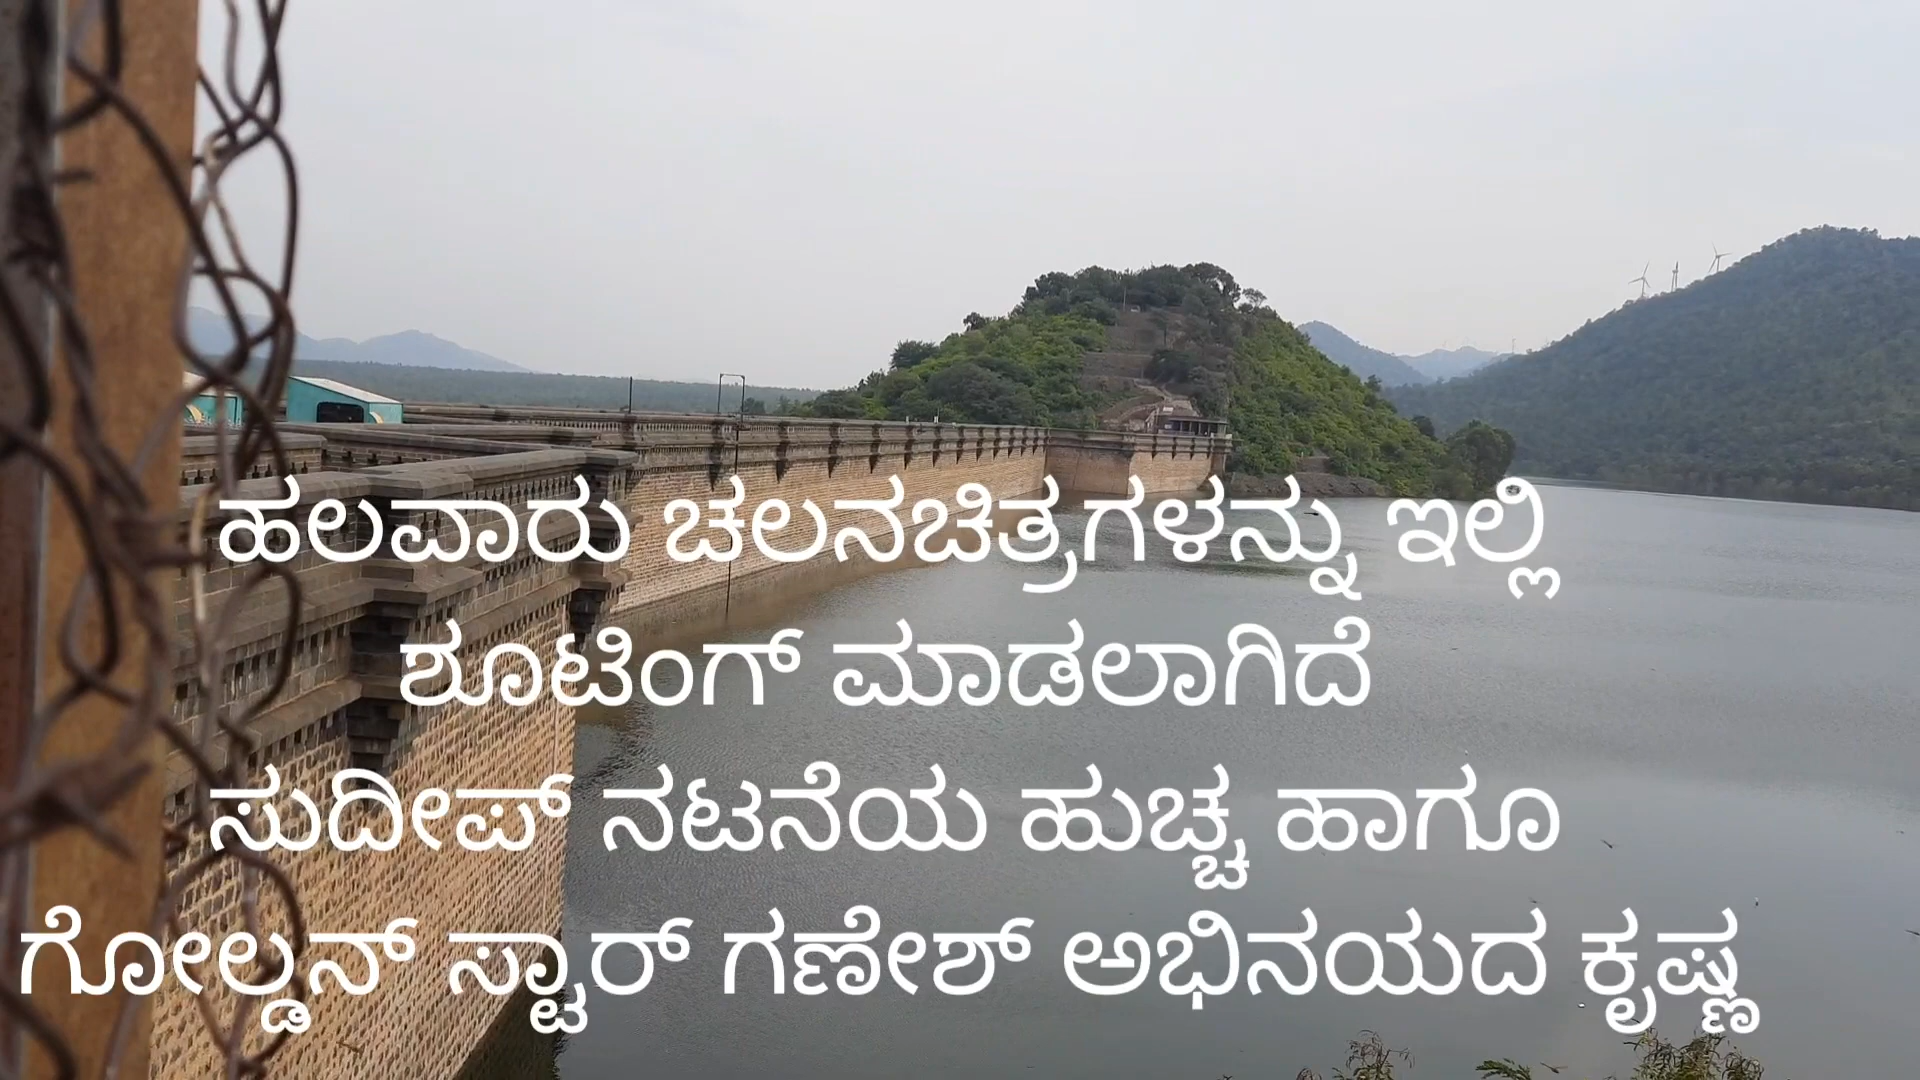 ಹಲವಾರು ಚಲನಚಿತ್ರಗಳನ್ನು ಇಲ್ಲಿ
ಶೂಟಿಂಗ್ ಮಾಡಲಾಗಿದೆ
ಸುದೀಪ್ ನಟನೆಯ ಹುಚ್ಚ ಹಾಗೂ
ಗೋಲ್ಡನ್ ಸ್ಟಾರ್ ಗಣೇಶ್ ಅಭಿನಯದ ಕೃಷ್ಣ